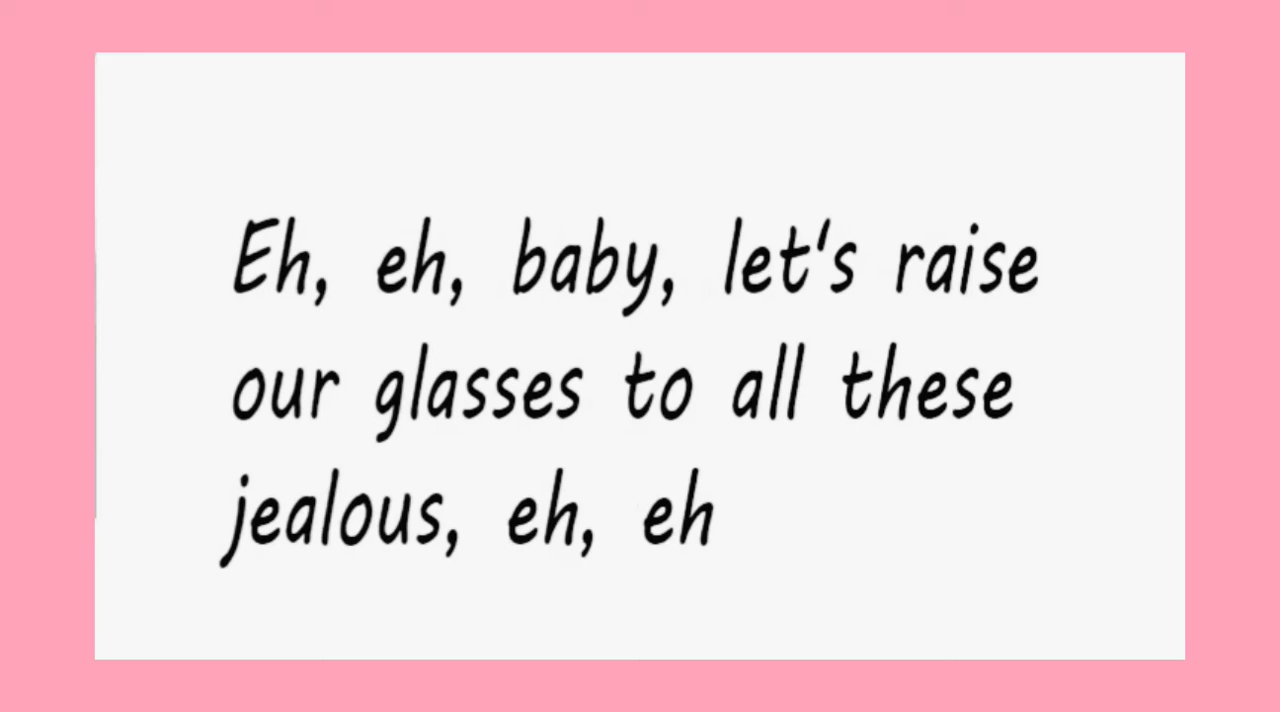 Eh, eh, baby, let's raise
our glasses to all these
jealous, eh, eh